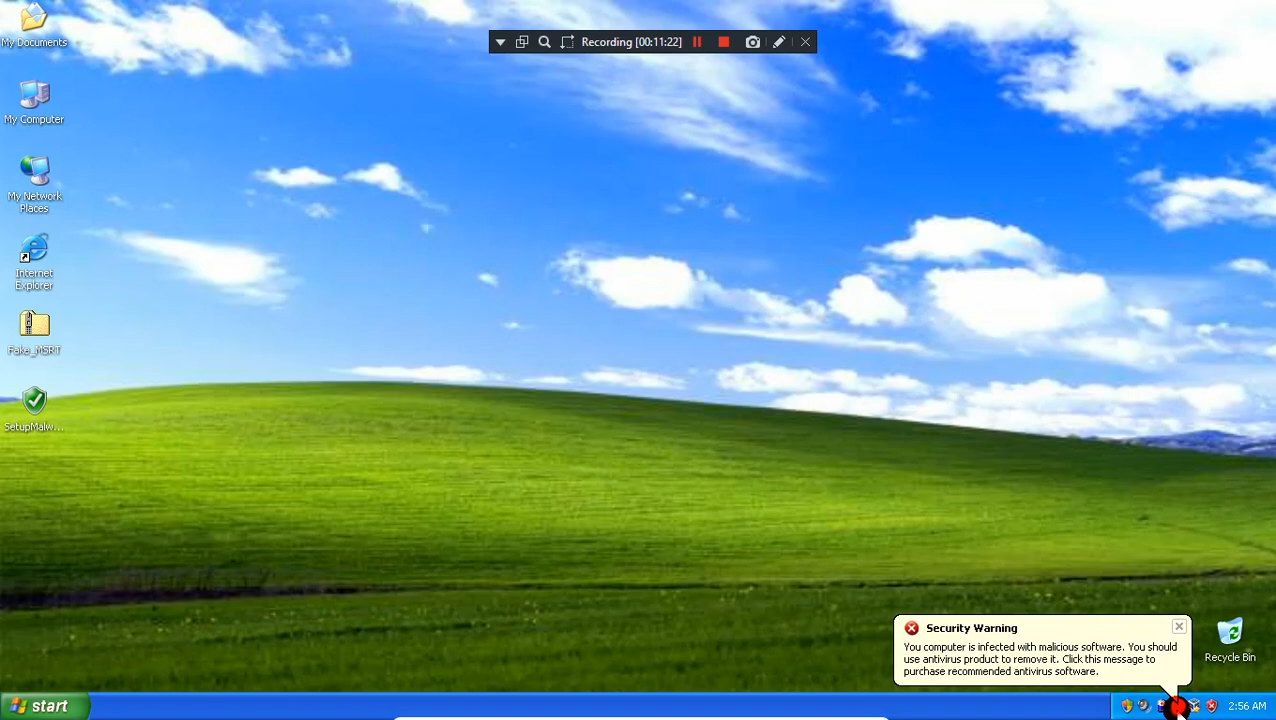 My Documents
Recording [00:11:22]
My Computer
My Network
Places
Internet
Explorer
Fake_MSRT
SetupMalw...
Security Warning
You computer is infected with malicious software. You should
use antivirus product to remove it. Click this message to
purchase recommended antivirus software.
Recycle Bin
start
2:56 AM